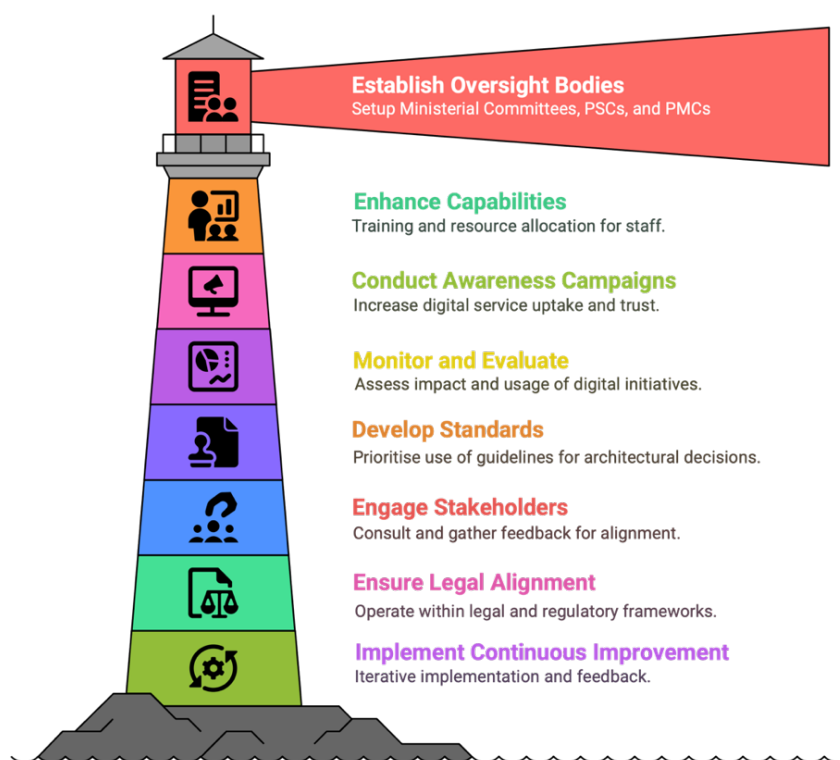 Establish Oversight Bodies
Setup Ministerial Committees, PSCs, and PMCs
Enhance Capabilities
Training and resource allocation for staff.
Conduct Awareness Campaigns
Increase digital service uptake and trust.
Monitor and Evaluate
Assess impact and usage of digital initiatives.
Develop Standards
Prioritise use of guidelines for architectural decisions.
Engage Stakeholders
Consult and gather feedback for alignment.
Ensure Legal Alignment
Operate within legal and regulatory frameworks.
Implement Continuous Improvement
Iterative implementation and feedback.